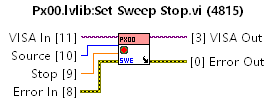 Px00.lvlib:Set Sweep Stop.vi (4815)
VISA In [11]
PX00
[3] VISA Out
Source [10]
Stop [9]
SWE
[0] Error Out
Error In [8]